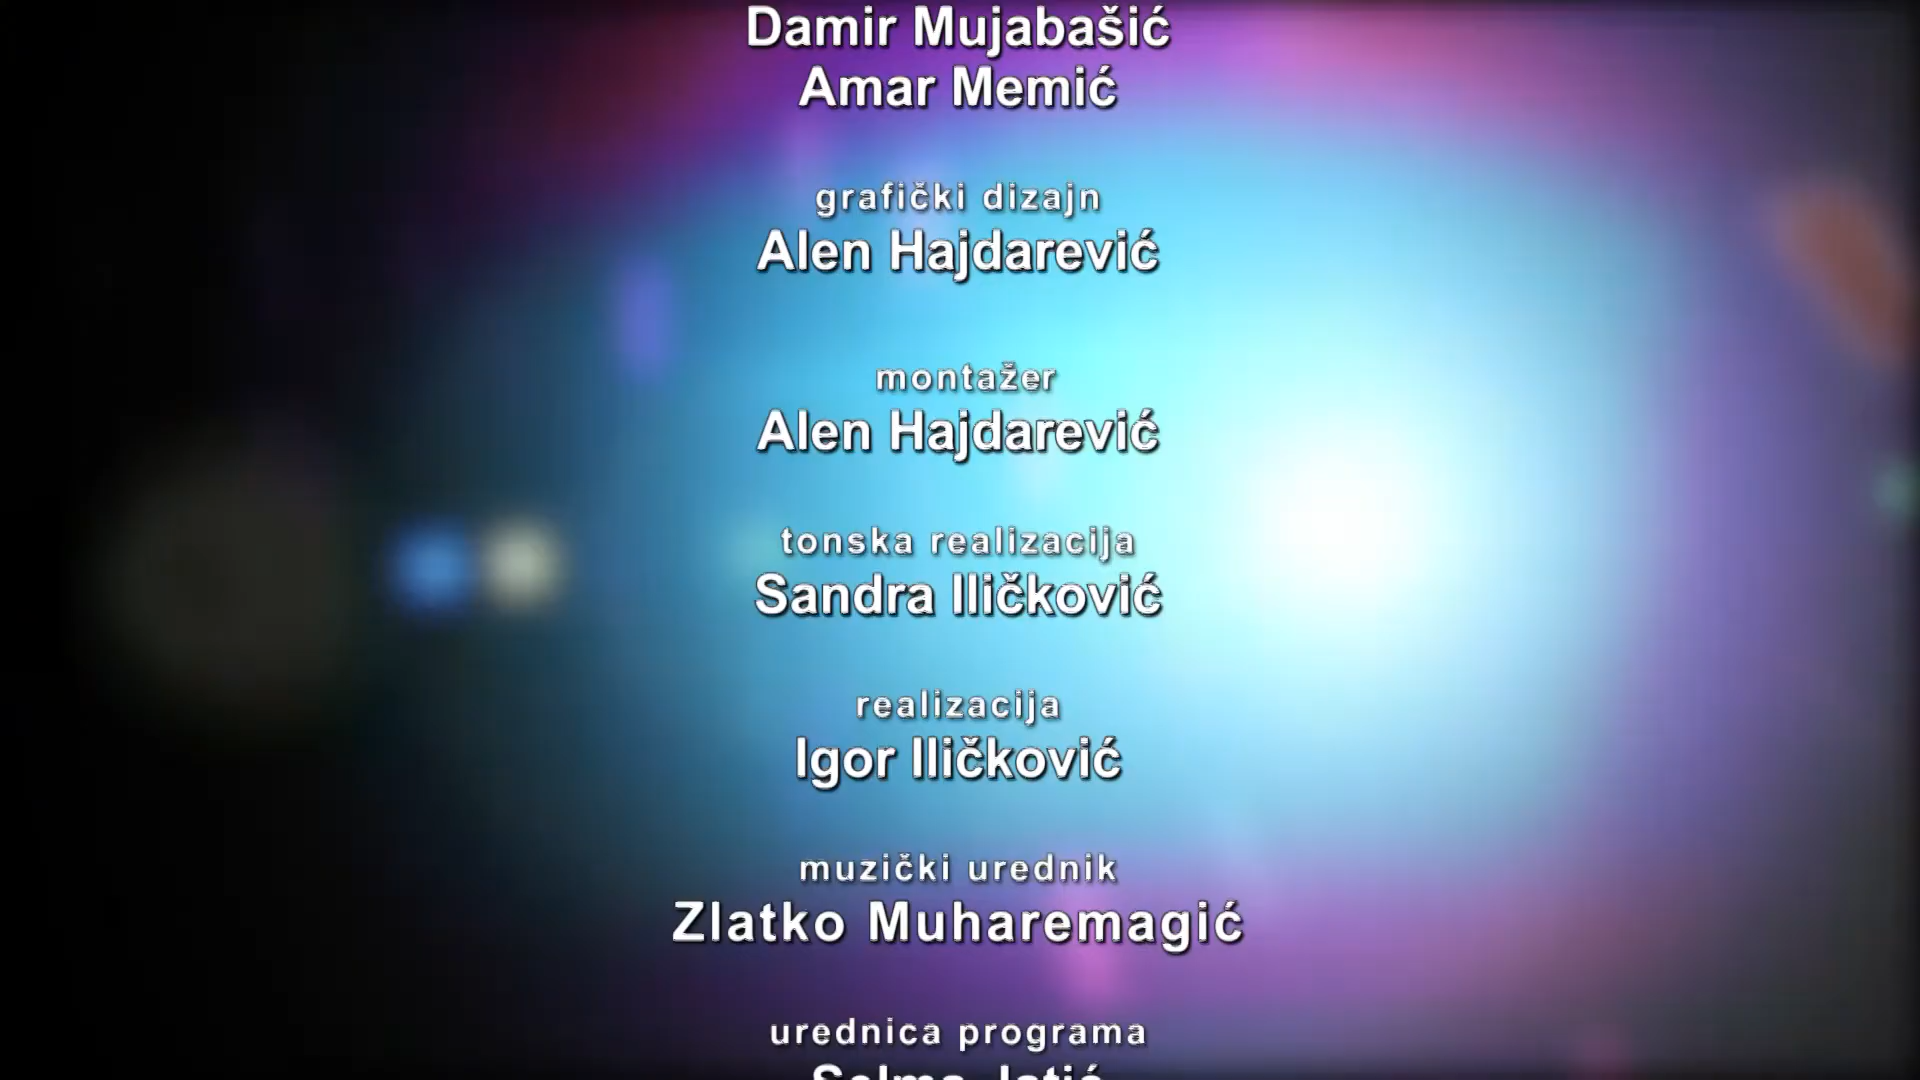 Damir Mujabašić
Amar Memić
grafički dizajn
Alen Hajdarević
montažer
Alen Hajdarević
tonska realizacija
Sandra Iličković
realizacija
Igor Iličković
muzički urednik
Zlatko Muharemagić
urednica programa
Selma